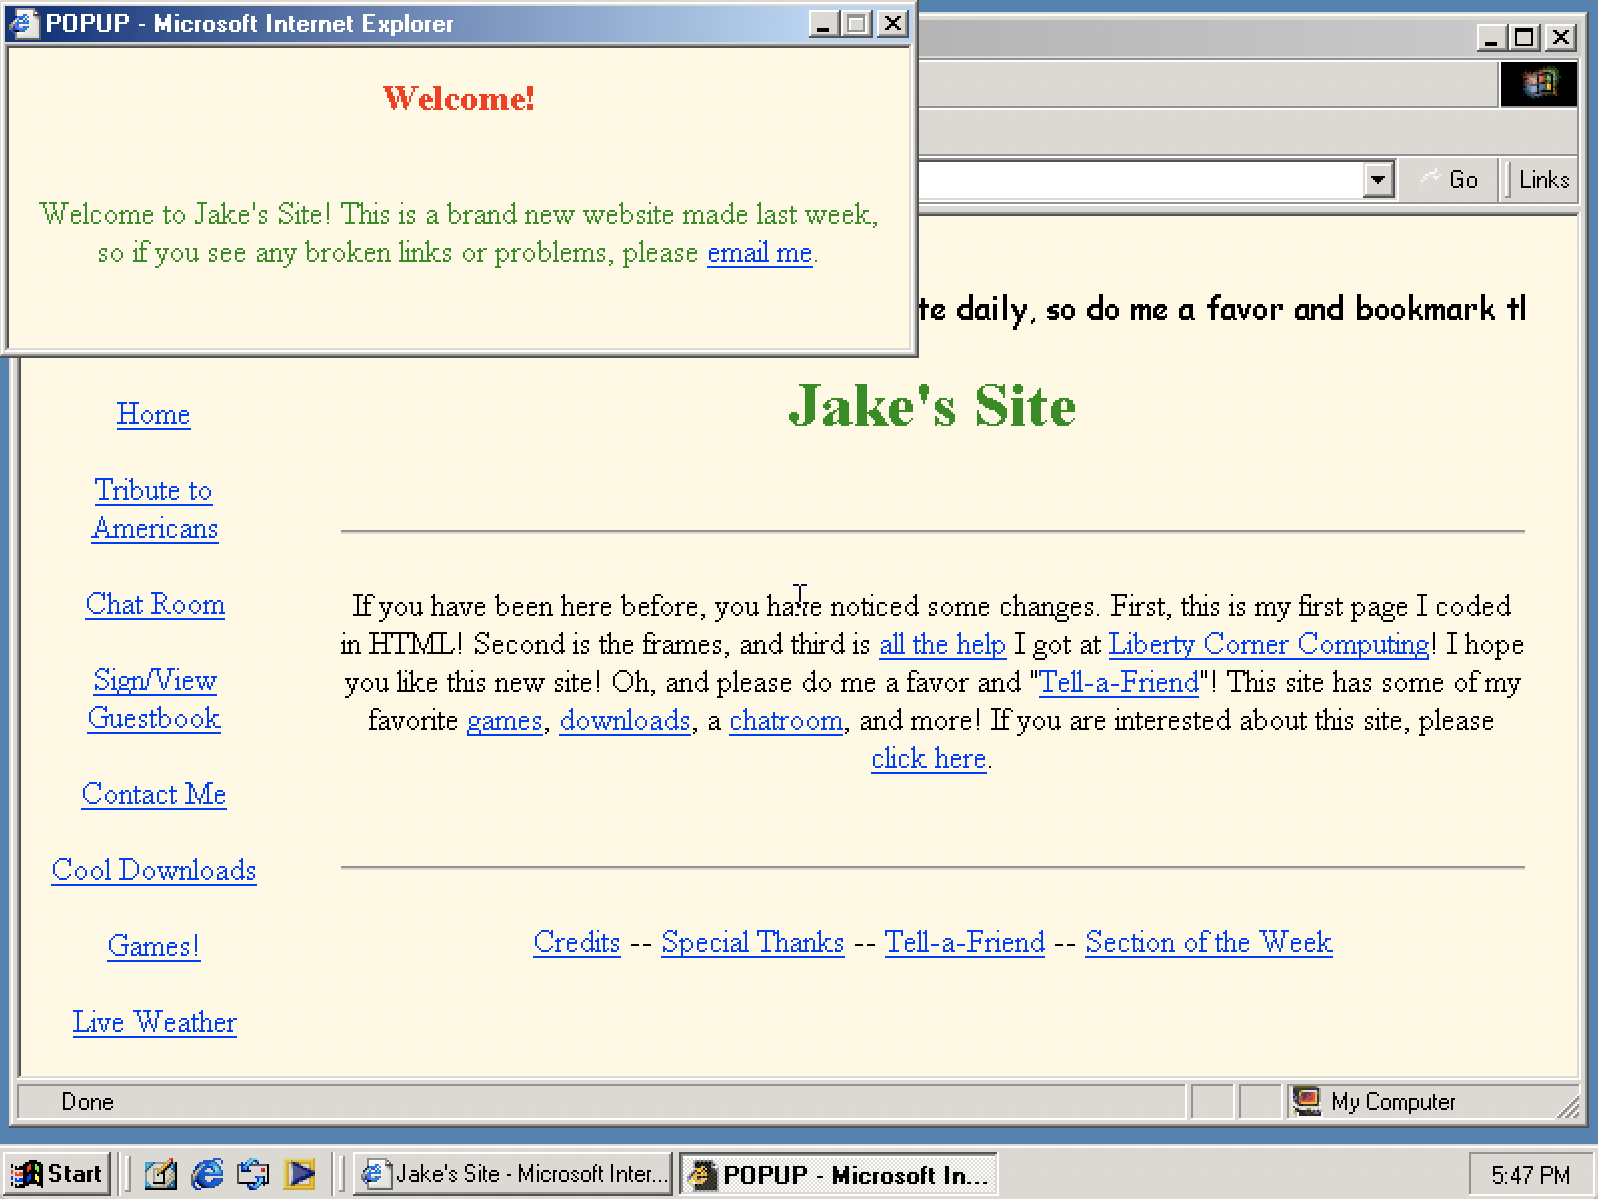 POPUP - Microsoft Internet Explorer
Welcome!
Welcome to Jake's Site! This is a brand new website made last week,
so if you see any broken links or problems, please email me.
Go
Links
te daily, so do me a favor and bookmark tl
Jake's Site
Home
Tribute to
Americans
Chat Room
Sign/View
Guestbook
Contact Me
Cool Downloads
Games!
Live Weather
If you have been here before, you have noticed some changes. First, this is my first page I coded
in HTML! Second is the frames, and third is all the help I got at Liberty Corner Computing! I hope
you like this new site! Oh, and please do me a favor and "Tell-a-Friend"! This site has some of my
favorite games, downloads, a chatroom, and more! If you are interested about this site, please
click here.
Credits -- Special Thanks -- Tell-a-Friend -- Section of the Week
Done
My Computer
Start
Jake's Site - Microsoft Inter...
POPUP - Microsoft In...
5:47 PM